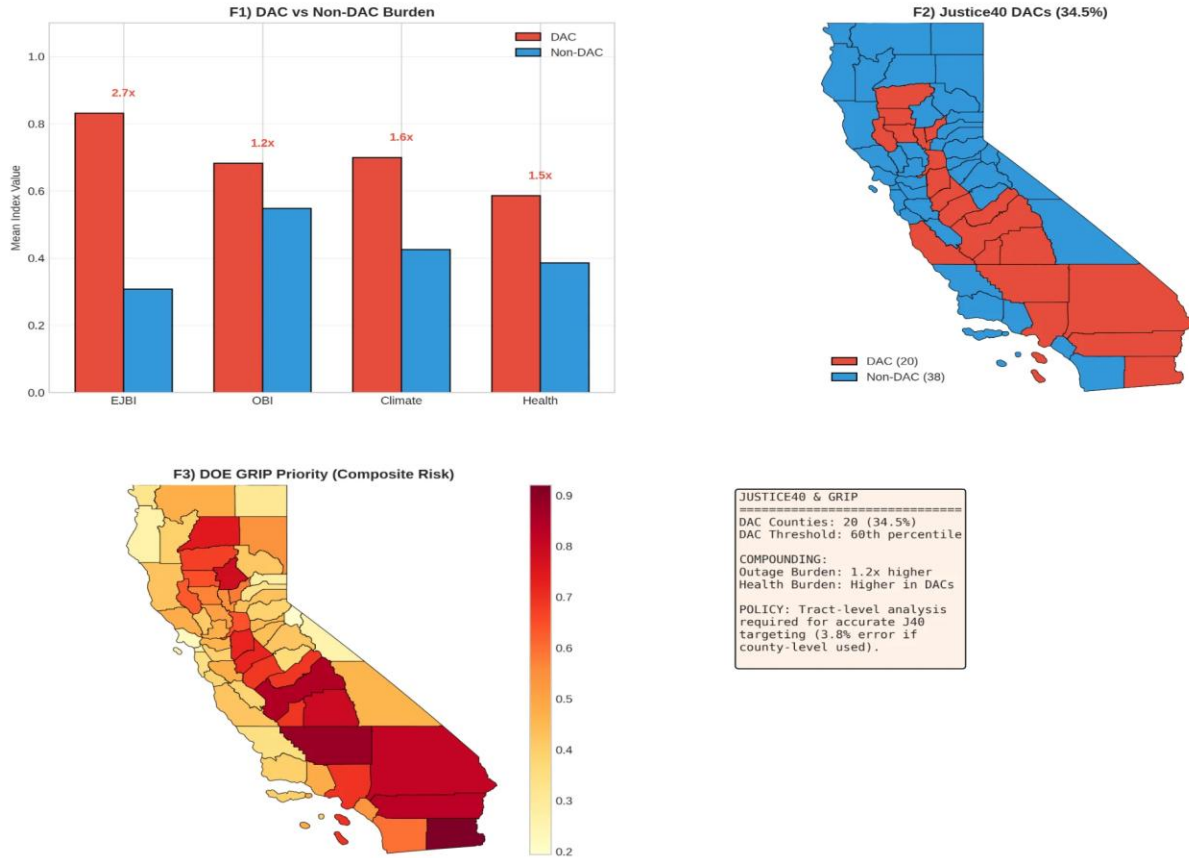 F1) DAC vs Non-DAC Burden
Mean Index Value
1.0
0.8
0.6
0.4
0.2
0.0
DAC
Non-DAC
2.7x
1.2x
1.6x
1.5x
EJBI
OBI
Climate
Health
F2) Justice40 DACs (34.5%)
DAC (20)
Non-DAC (38)
F3) DOE GRIP Priority (Composite Risk)
0.9
0.8
0.7
0.6
0.5
0.4
0.3
0.2
JUSTICE40 & GRIP
==============================
DAC Counties: 20 (34.5%)
DAC Threshold: 60th percentile
COMPOUNDING:
Outage Burden: 1.2x higher
Health Burden: Higher in DACs
POLICY: Tract-level analysis
required for accurate J40
targeting (3.8% error if
county-level used).